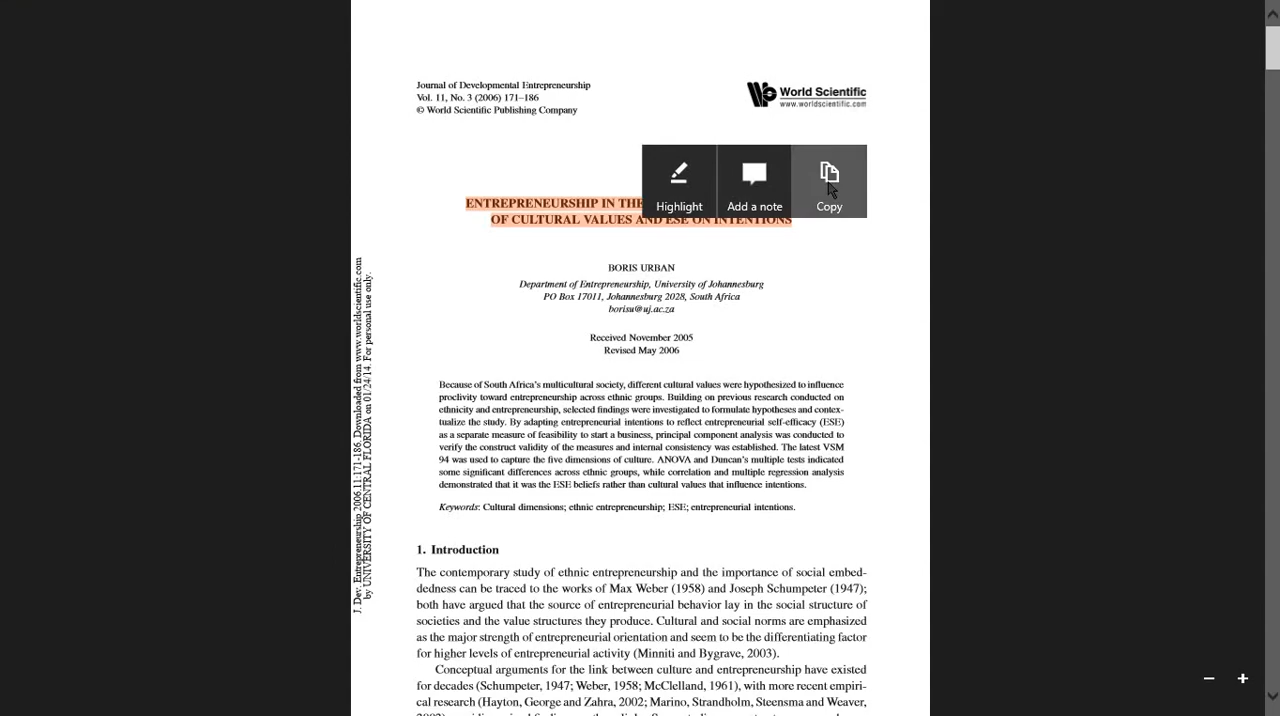 Journal of Developmental Entrepreneurship
Vol. 11, No. 3 (2006) 171–186
© World Scientific Publishing Company
World Scientific
www.worldscientific.com
Highlight
Add a note
Copy
ENTREPRENEURSHIP IN THE
OF CULTURAL VALUES AND ESE ON INTENTIONS
BORIS URBAN
Department of Entrepreneurship, University of Johannesburg
PO Box 17011, Johannesburg 2028, South Africa
borisu@uj.ac.za
Received November 2005
Revised May 2006
Because of South Africa's multicultural society, different cultural values were hypothesized to influence
proclivity toward entrepreneurship across ethnic groups. Building on previous research conducted on
ethnicity and entrepreneurship, selected findings were investigated to formulate hypotheses and contex-
tualize the study. By adapting entrepreneurial intentions to reflect entrepreneurial self-efficacy (ESE)
as a separate measure of feasibility to start a business, principal component analysis was conducted to
verify the construct validity of the measures and internal consistency was established. The latest VSM
94 was used to capture the five dimensions of culture. ANOVA and Duncan's multiple tests indicated
some significant differences across ethnic groups, while correlation and multiple regression analysis
demonstrated that it was the ESE beliefs rather than cultural values that influence intentions.
Keywords: Cultural dimensions; ethnic entrepreneurship; ESE; entrepreneurial intentions.
J. Dev. Entrepreneurship 2006.11:171-186. Downloaded from www.worldscientific.com
by UNIVERSITY OF CENTRAL FLORIDA on 01/24/14. For personal use only.
1. Introduction
The contemporary study of ethnic entrepreneurship and the importance of social embed-
dedness can be traced to the works of Max Weber (1958) and Joseph Schumpeter (1947);
both have argued that the source of entrepreneurial behavior lay in the social structure of
societies and the value structures they produce. Cultural and social norms are emphasized
as the major strength of entrepreneurial orientation and seem to be the differentiating factor
for higher levels of entrepreneurial activity (Minniti and Bygrave, 2003).
Conceptual arguments for the link between culture and entrepreneurship have existed
for decades (Schumpeter, 1947; Weber, 1958; McClelland, 1961), with more recent empiri-
cal research (Hayton, George and Zahra, 2002; Marino, Strandholm, Steensma and Weaver,